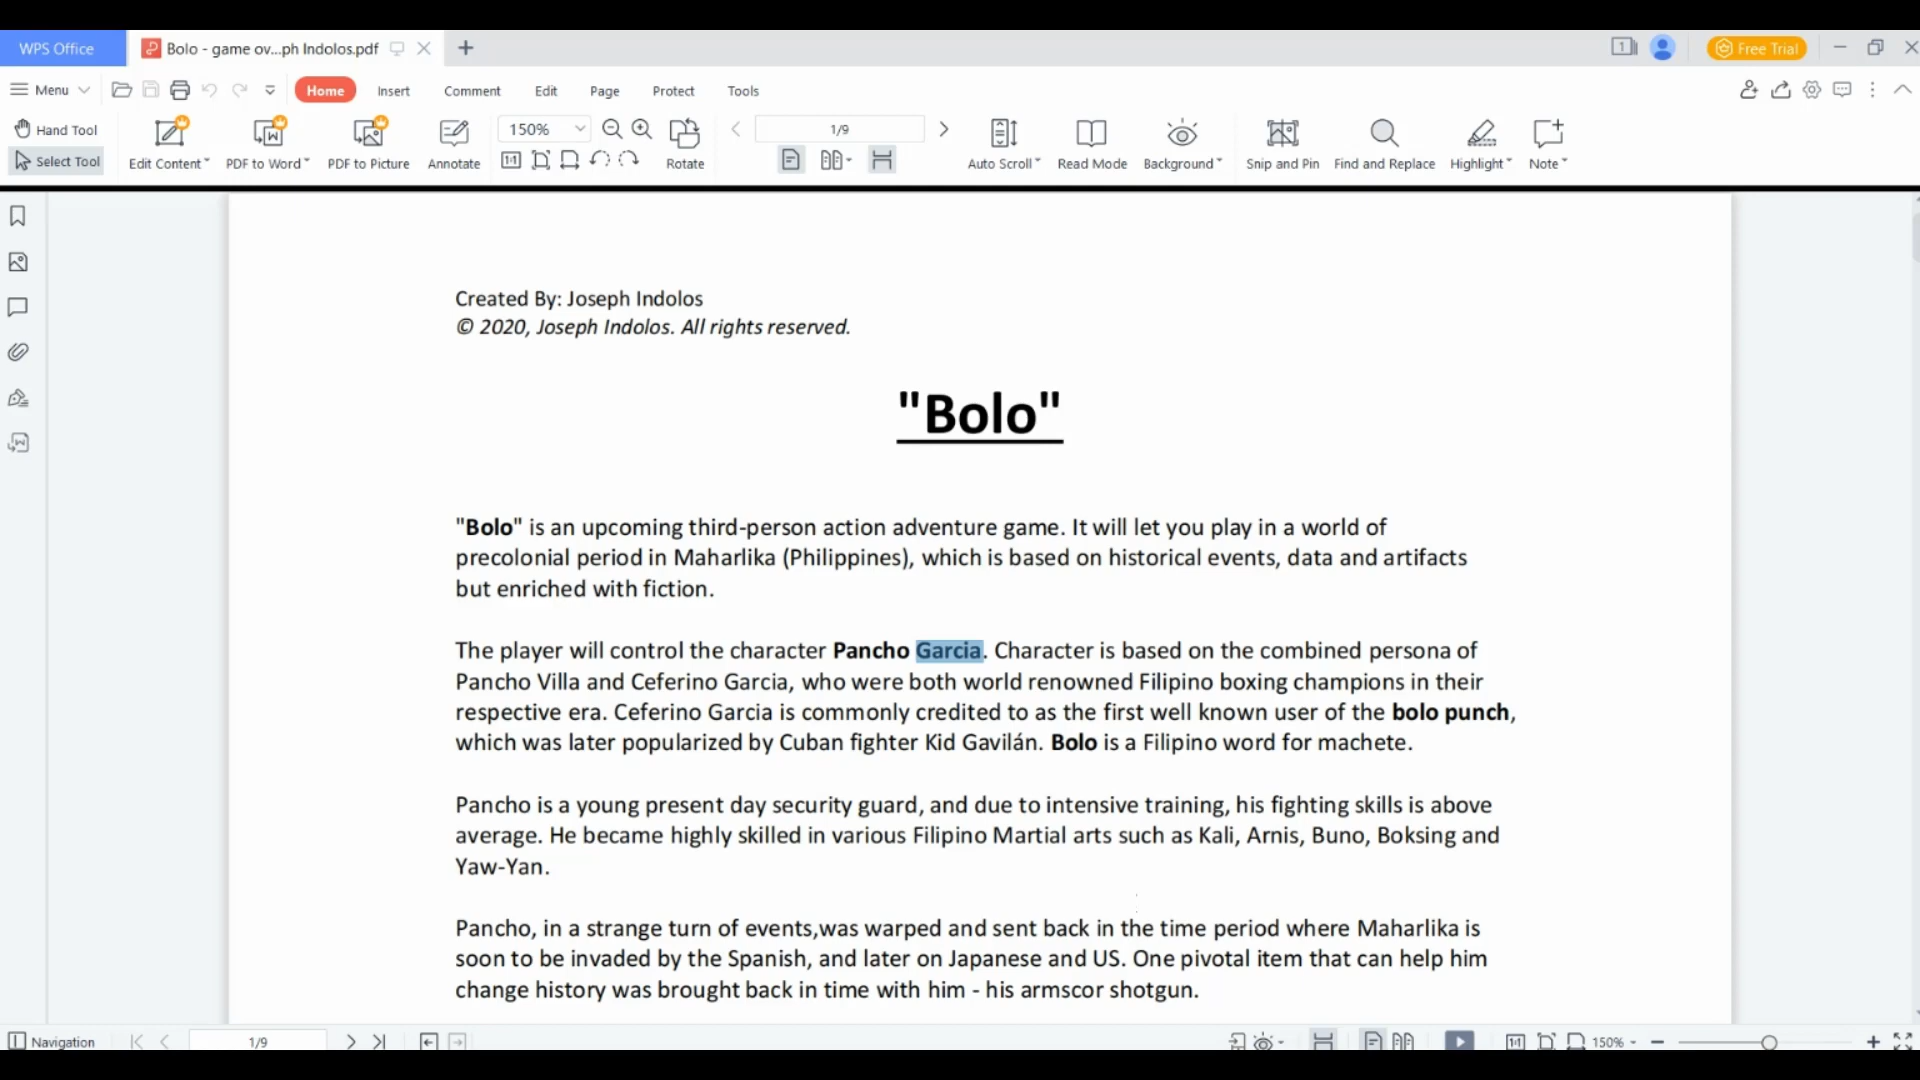 WPS Office
Bolo - game ov...ph Indolos.pdf
1
Free Trial
Menu
Home
Insert
Comment
Edit
Page
Protect
Tools
Hand Tool
Select Tool
Edit Content
PDF to Word
PDF to Picture
Annotate
150%
Rotate
1/9
Auto Scroll
Read Mode
Background
Snip and Pin
Find and Replace
Highlight
Note
Created By: Joseph Indolos
© 2020, Joseph Indolos. All rights reserved.
"Bolo"
"Bolo" is an upcoming third-person action adventure game. It will let you play in a world of
precolonial period in Maharlika (Philippines), which is based on historical events, data and artifacts
but enriched with fiction.
The player will control the character Pancho Garcia. Character is based on the combined persona of
Pancho Villa and Ceferino Garcia, who were both world renowned Filipino boxing champions in their
respective era. Ceferino Garcia is commonly credited to as the first well known user of the bolo punch,
which was later popularized by Cuban fighter Kid Gavilán. Bolo is a Filipino word for machete.
Pancho is a young present day security guard, and due to intensive training, his fighting skills is above
average. He became highly skilled in various Filipino Martial arts such as Kali, Arnis, Buno, Boksing and
Yaw-Yan.
Pancho, in a strange turn of events,was warped and sent back in the time period where Maharlika is
soon to be invaded by the Spanish, and later on Japanese and US. One pivotal item that can help him
change history was brought back in time with him - his armscor shotgun.
Navigation
1/9
150%